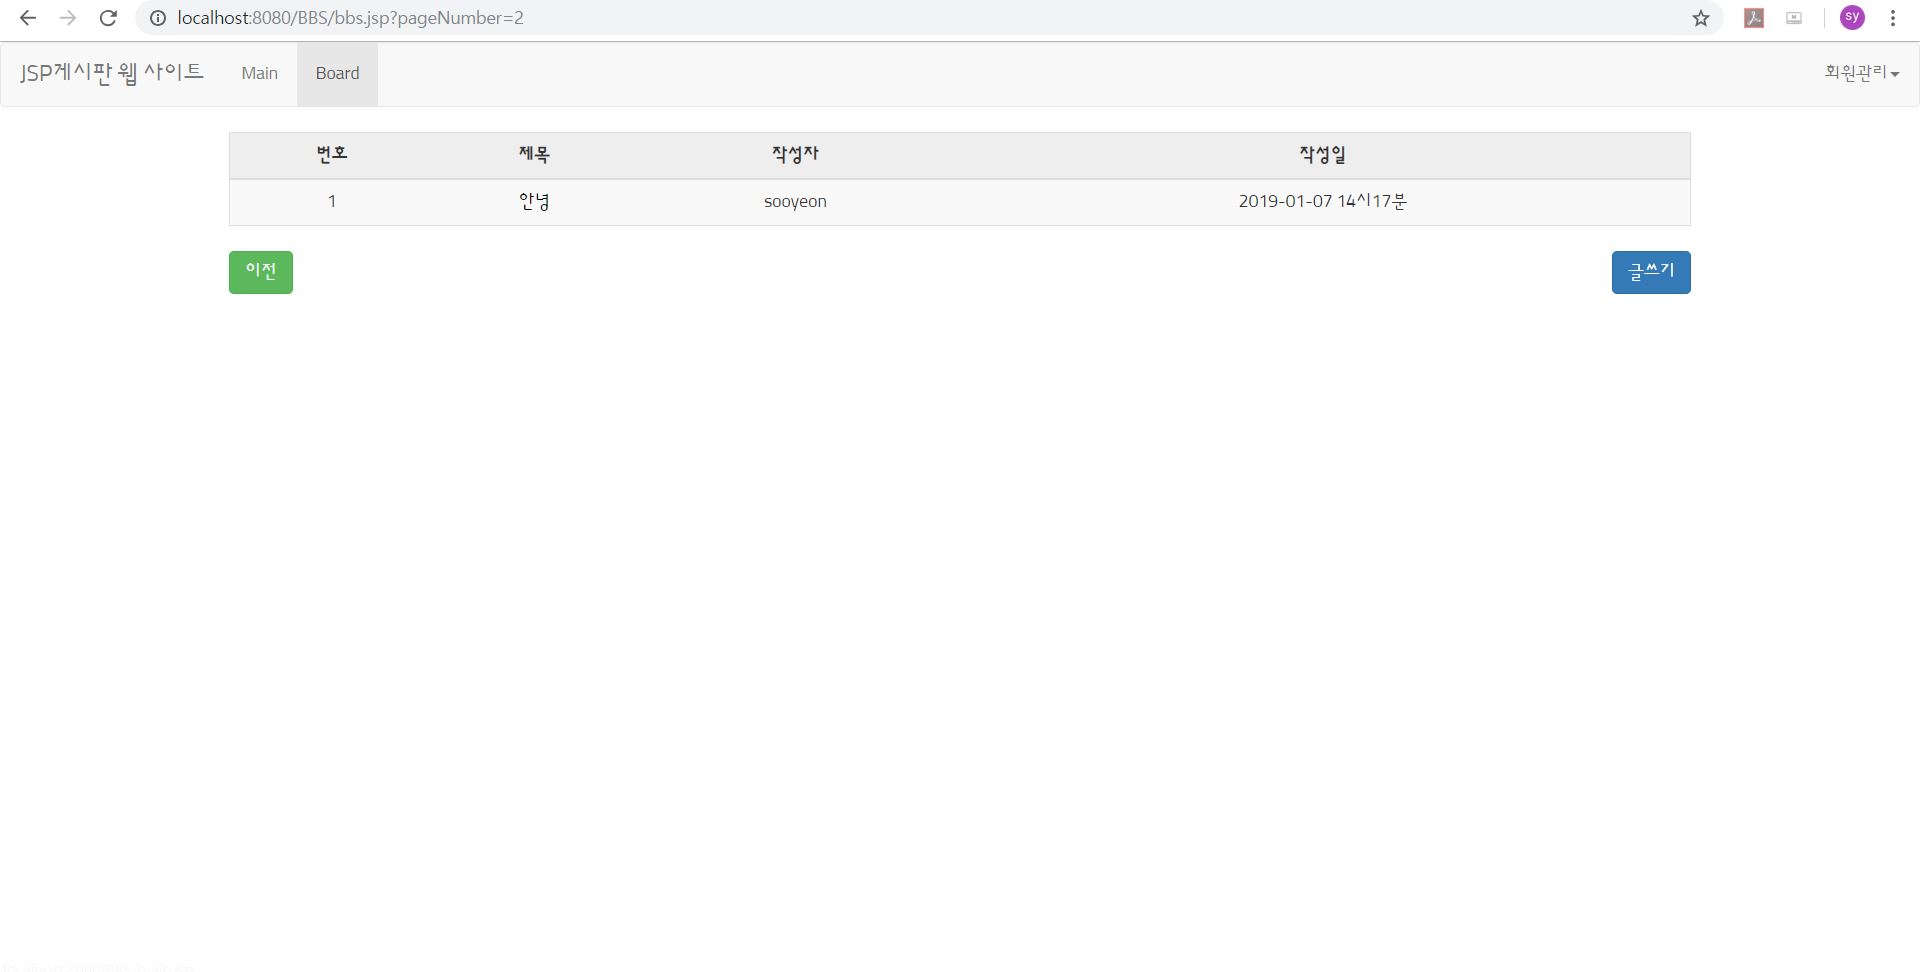 localhost:8080/BBS/bbs.jsp?pageNumber=2
sy
JSP게시판 웹 사이트 Main Board 회원관리
번호 제목 작성자 작성일
1 안녕 sooyeon 2019-01-07 14시17분
이전 글쓰기